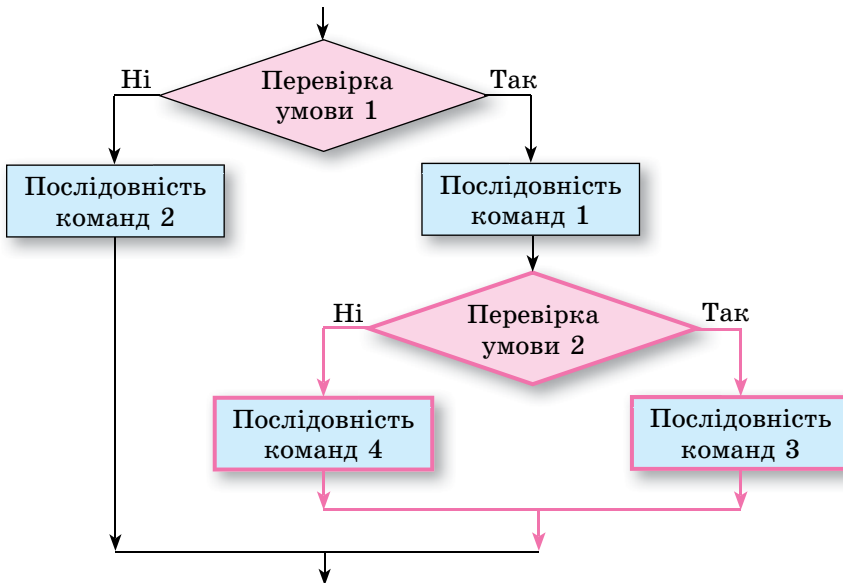 Ні
Перевірка
умови 1
Так
Послідовність
команд 2
Послідовність
команд 1
Ні
Перевірка
умови 2
Так
Послідовність
команд 4
Послідовність
команд 3